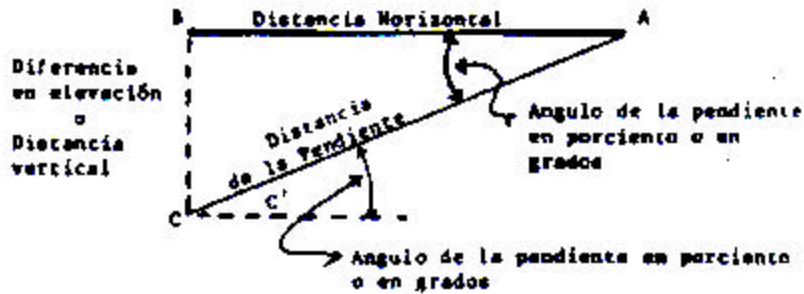 B Distancia Horizontal A
Diferencia
en elevación
o
Distancia
vertical
Distancia
de la Pendiente
Angulo de la pendiente
en porciento o en
grados
C C'
Angulo de la pendiente en porciento
o en grados